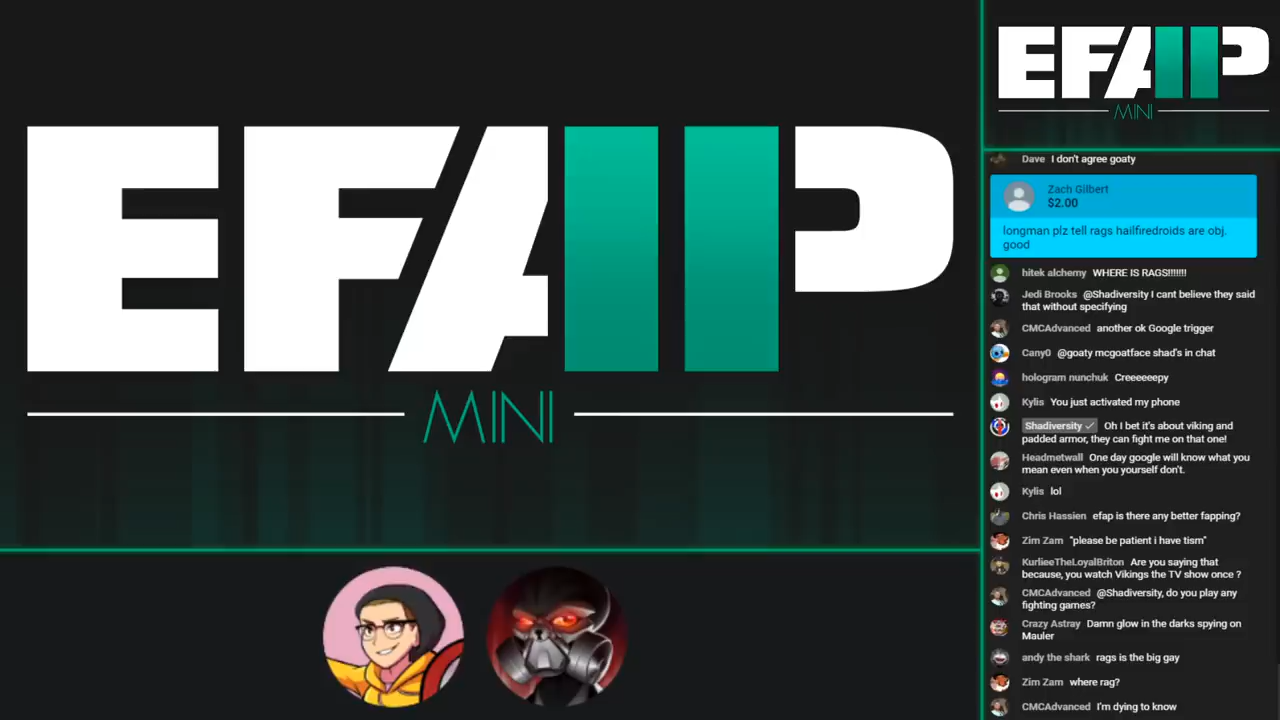 EFAP
MINI
EFAP
MINI
Dave I don't agree goaty
Zach Gilbert
$2.00
longman plz tell rags hailfiredroids are obj.
good
hitek alchemy WHERE IS RAGS!!!!!!!
Jedi Brooks @Shadiversity I cant believe they said
that without specifying
CMCAdvanced another ok Google trigger
Cany0 @goaty mcgoatface shad's in chat
hologram nunchuk Creeeeeepy
Kylis You just activated my phone
Shadiversity ✓ Oh I bet it's about viking and
padded armor, they can fight me on that one!
Headmetwall One day google will know what you
mean even when you yourself don't.
Kylis lol
Chris Hassien efap is there any better fapping?
Zim Zam "please be patient i have tism"
KurlieeTheLoyalBriton Are you saying that
because, you watch Vikings the TV show once ?
CMCAdvanced @Shadiversity, do you play any
fighting games?
Crazy Astray Damn glow in the darks spying on
Mauler
andy the shark rags is the big gay
Zim Zam where rag?
CMCAdvanced I'm dying to know